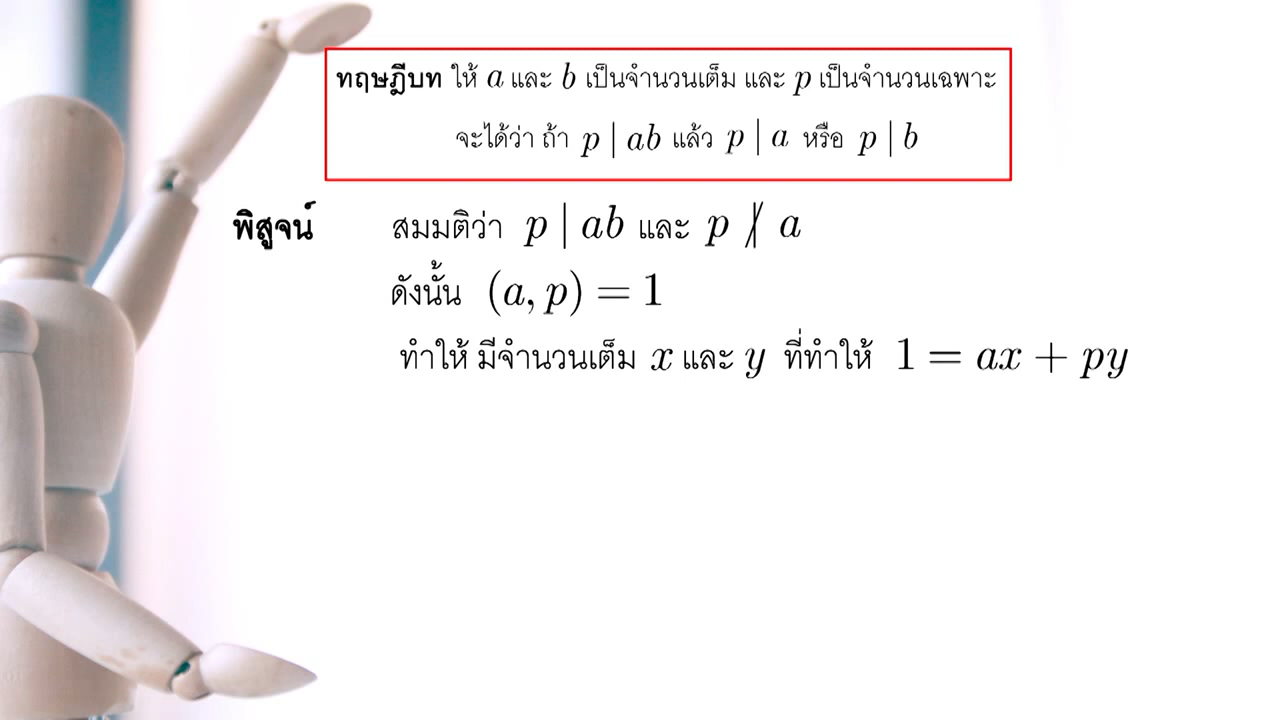 ทฤษฎีบท ให้ a และ b เป็นจำนวนเต็ม และ p เป็นจำนวนเฉพาะ
จะได้ว่า ถ้า p | ab แล้ว p | a หรือ p | b
พิสูจน์ สมมติว่า p | ab และ p ∤ a
ดังนั้น (a, p) = 1
ทำให้ มีจำนวนเต็ม x และ y ที่ทำให้ 1 = ax + py